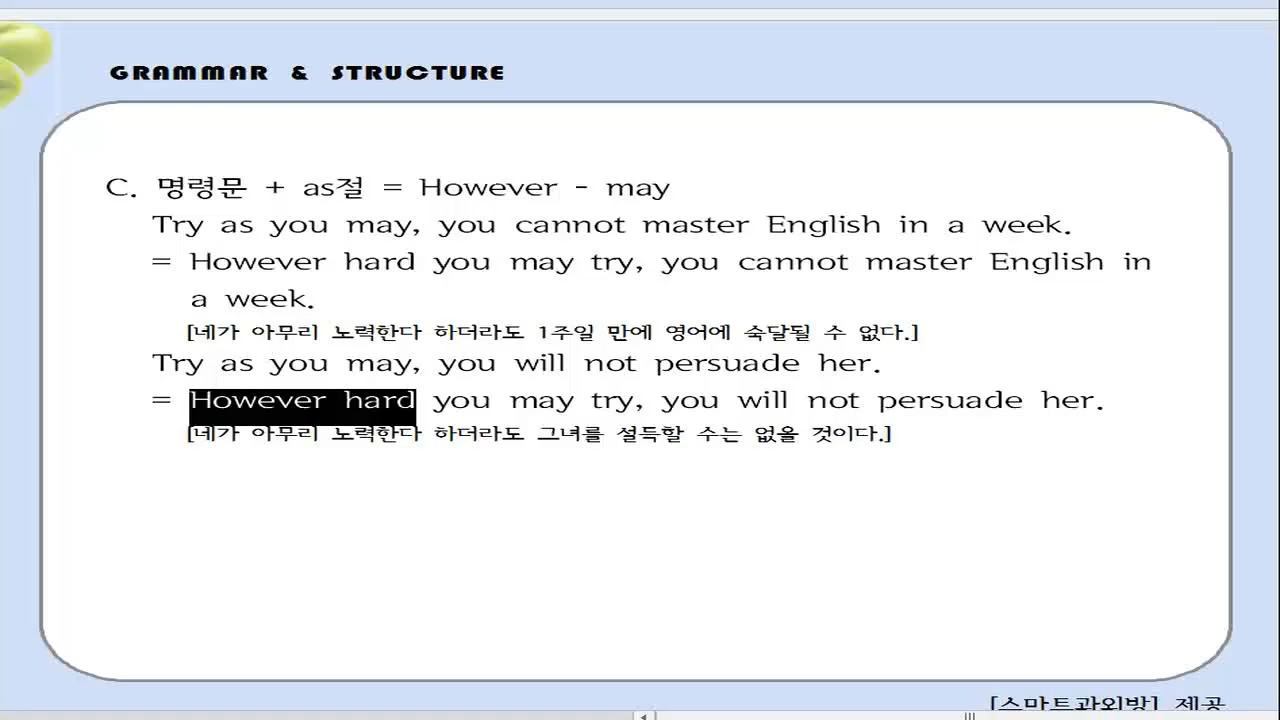 GRAMMAR & STRUCTURE
C. 명령문 + as절 = However - may
Try as you may, you cannot master English in a week.
= However hard you may try, you cannot master English in
a week.
[네가 아무리 노력한다 하더라도 1주일 만에 영어에 숙달될 수 없다.]
Try as you may, you will not persuade her.
= However hard you may try, you will not persuade her.
[네가 아무리 노력한다 하더라도 그녀를 설득할 수는 없을 것이다.]
[스마트과외방] 제공